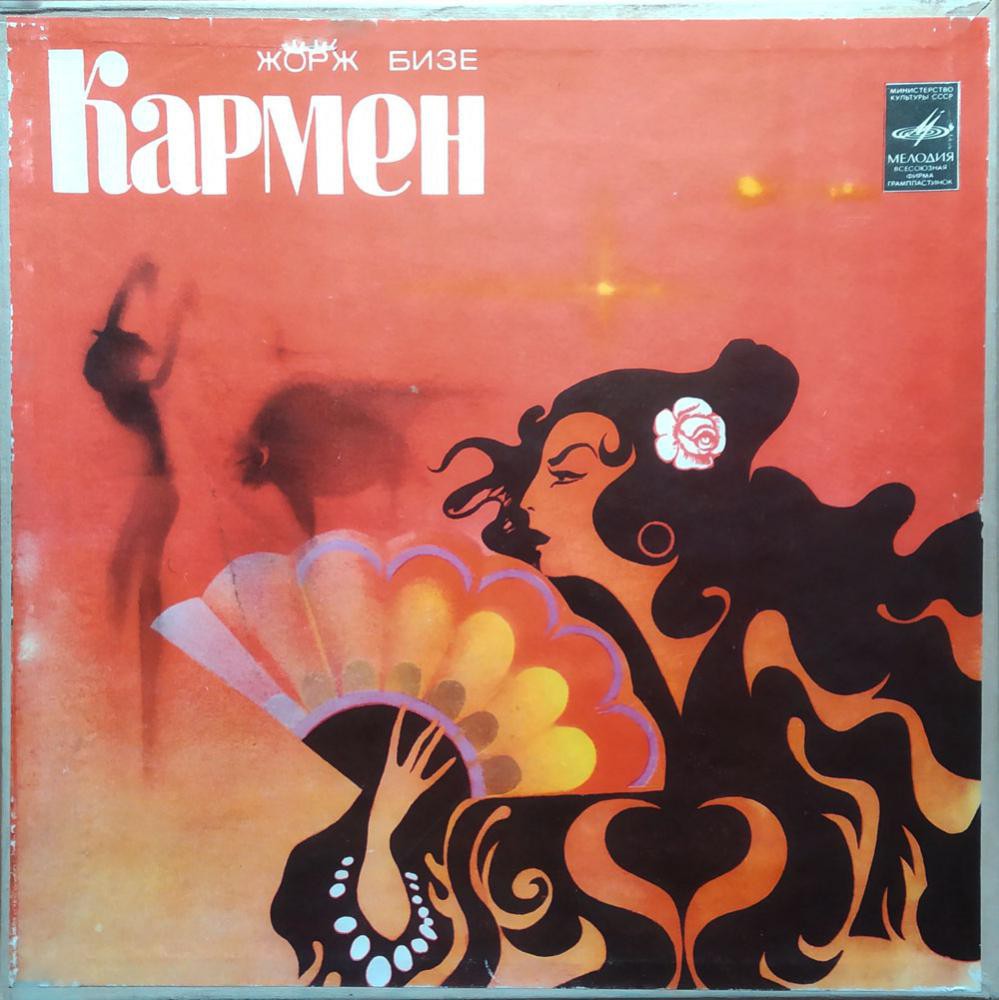 ЖОРЖ БИЗЕ
Кармен
МИНИСТЕРСТВО
КУЛЬТУРЫ СССР
МЕЛОДИЯ
ВСЕСОЮЗНАЯ
ФИРМА
ГРАМПЛАСТИНОК